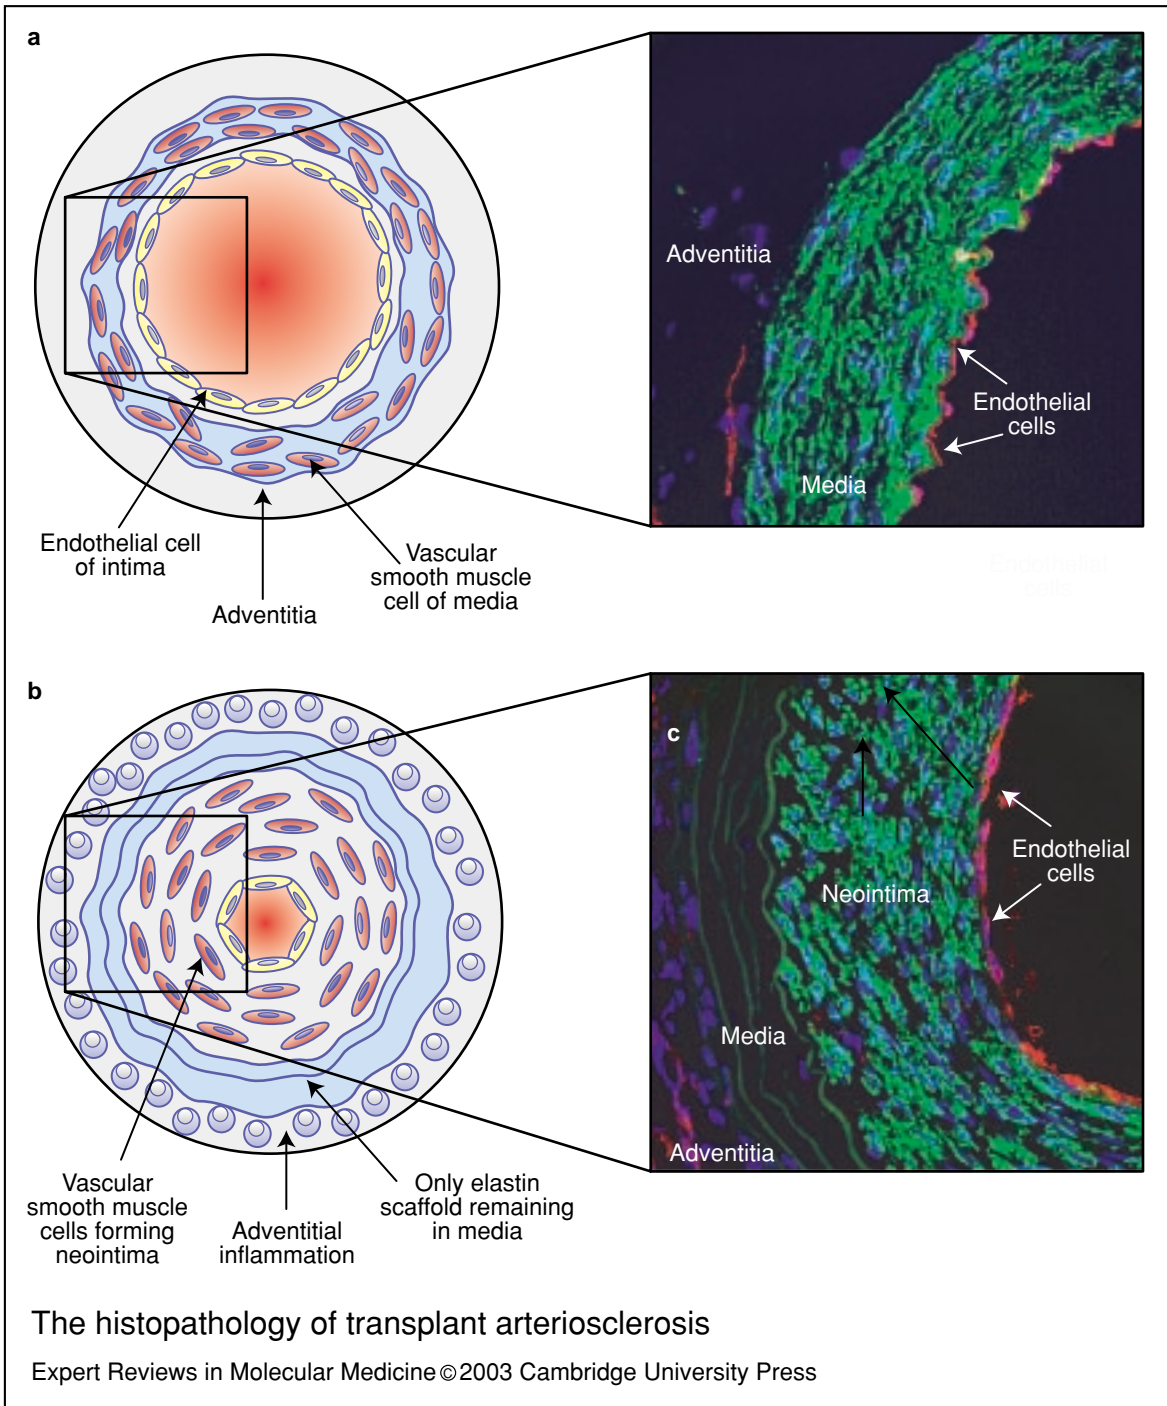 a
Adventitia
Endothelial
cells
Media
Endothelial cell
of intima
Adventitia
Vascular
smooth muscle
cell of media
Endothelial
cells
b
c
Endothelial
cells
Neointima
Media
Adventitia
Vascular
smooth muscle
cells forming
neointima
Adventitial
inflammation
Only elastin
scaffold remaining
in media
The histopathology of transplant arteriosclerosis
Expert Reviews in Molecular Medicine © 2003 Cambridge University Press